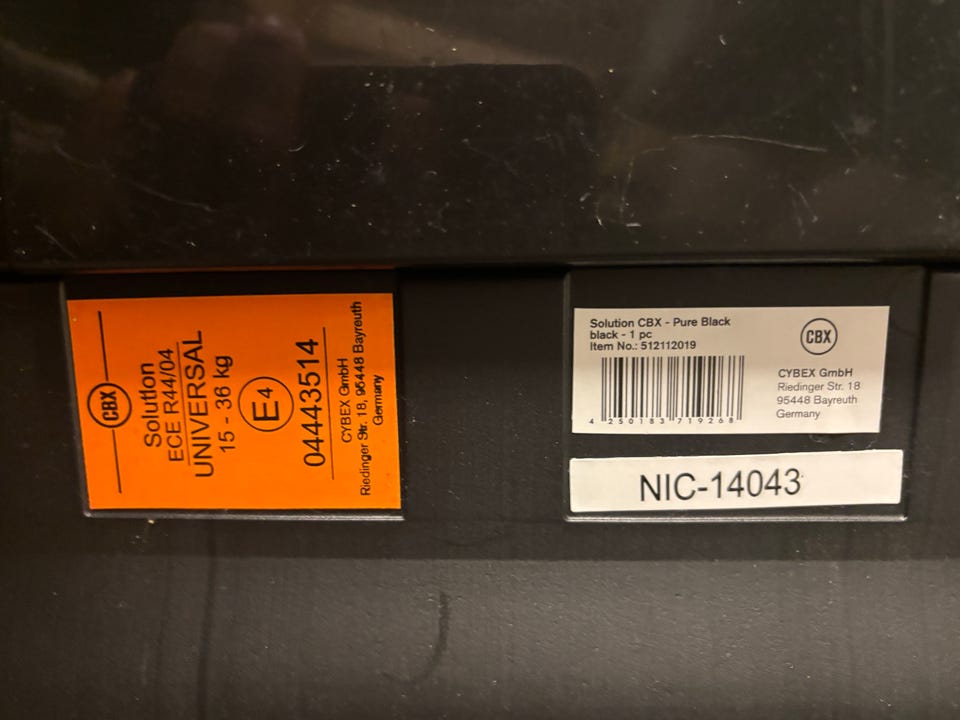 CBX
Solution
ECE R44/04
UNIVERSAL
15 - 36 kg
E4
04443514
CYBEX GmbH
Riedinger Str. 18, 95448 Bayreuth
Germany
Solution CBX - Pure Black
black - 1 pc
Item No.: 512112019
4 250183 719268
CBX
CYBEX GmbH
Riedinger Str. 18
95448 Bayreuth
Germany
NIC-14043